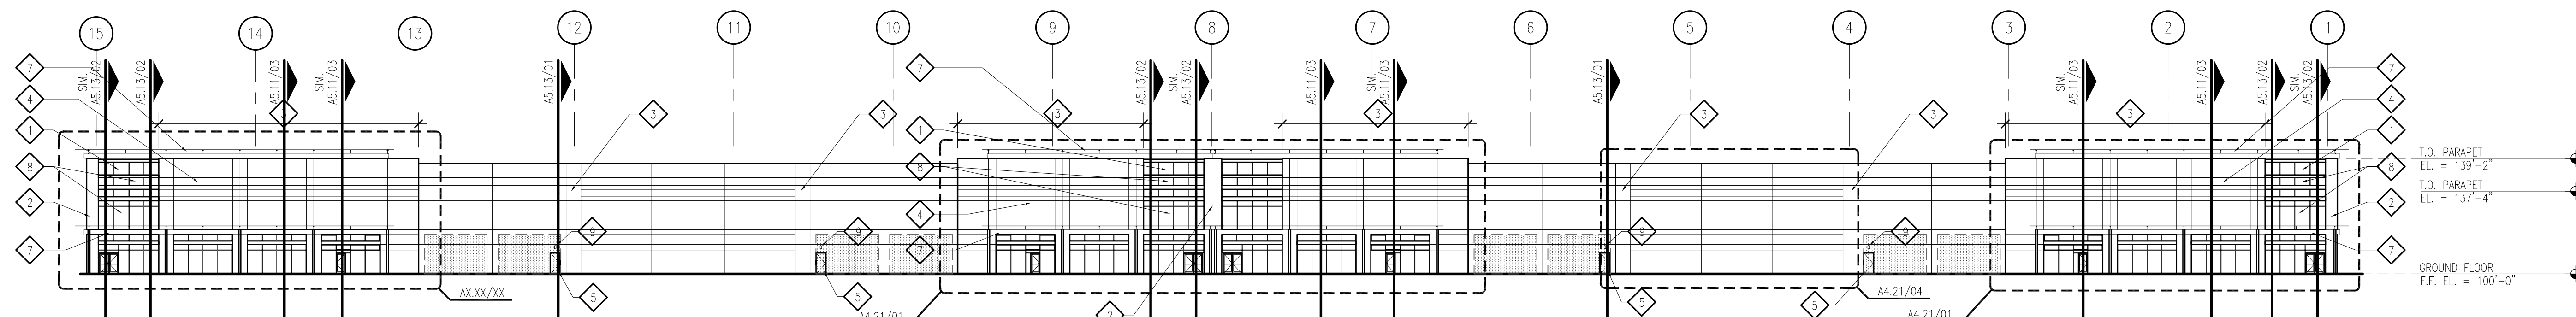 15 14 13 12 11 10 9 8 7 6 5 4 3 2 1
SIM.
A5.13/02
A5.13/02
A5.11/03
SIM.
A5.11/03
A5.13/01
A5.13/02
SIM.
A5.13/02
A5.11/03
SIM.
A5.11/03
A5.13/01
SIM.
A5.11/03
A5.11/03
A5.13/02
SIM.
A5.13/02
7 7 7
4 3 3 3 3 3 3 3 3 4
1 1 1
8 8 8
2 4 2
7 9 9 7 9 9 7
5 5 2 5 5
T.O. PARAPET
EL. = 139'-2"
T.O. PARAPET
EL. = 137'-4"
GROUND FLOOR
F.F. EL. = 100'-0"
AX.XX/XX
A4.21/01
A4.21/04
A4.21/01